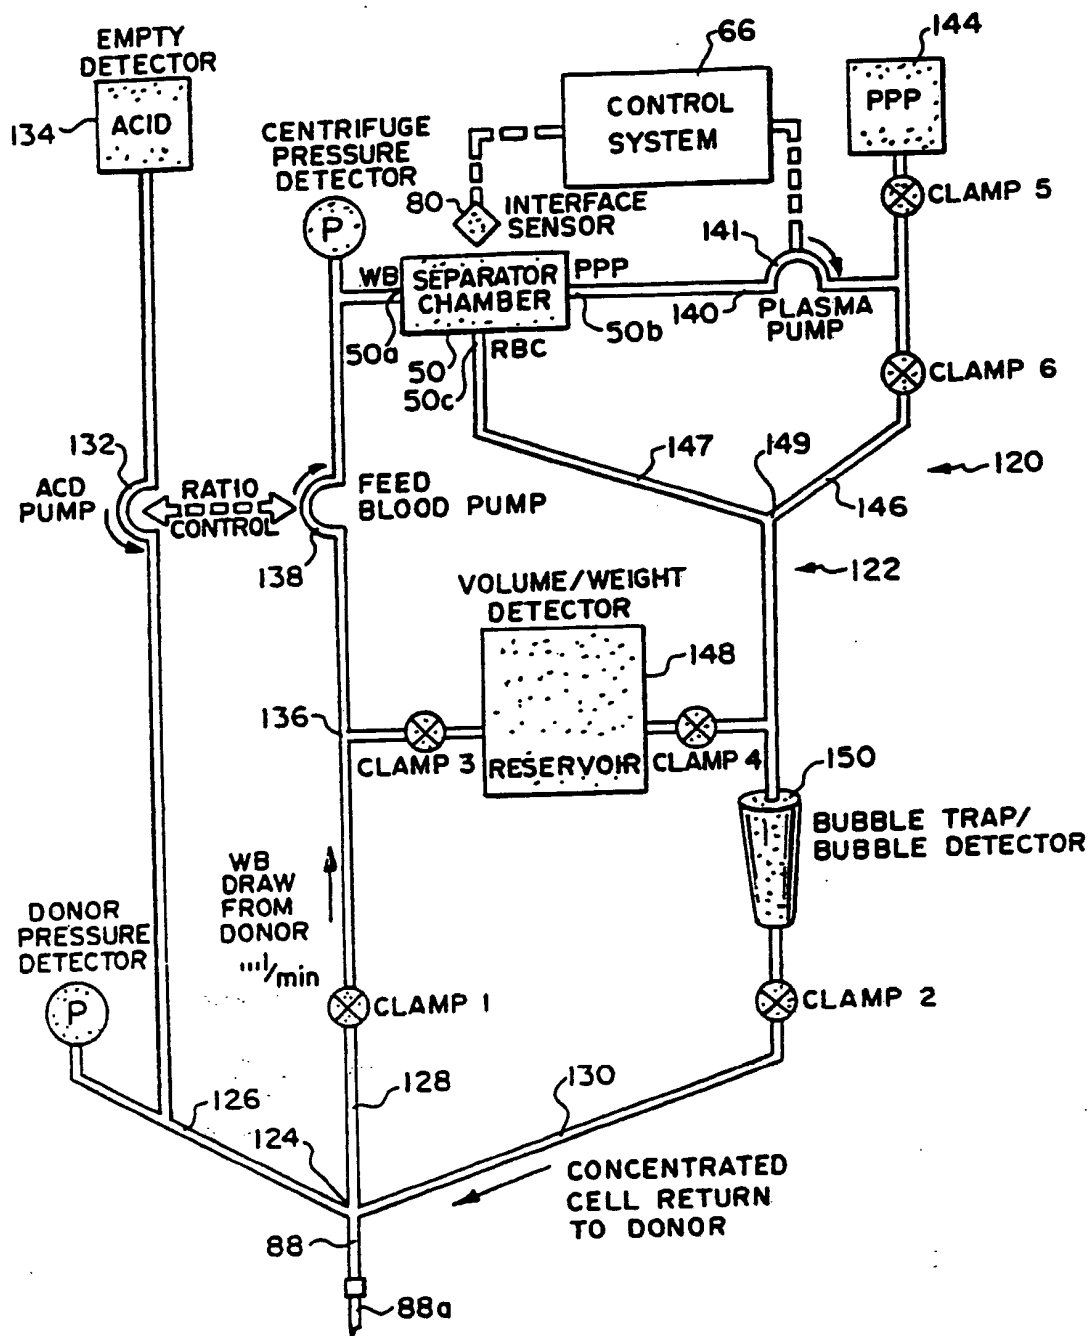 EMPTY
DETECTOR
134
ACID
66
144
CONTROL
SYSTEM
PPP
CENTRIFUGE
PRESSURE
DETECTOR
P
80
INTERFACE
SENSOR
CLAMP 5
141
WB
SEPARATOR
CHAMBER
PPP
50a
50
50b
140
PLASMA
PUMP
RBC
50c
CLAMP 6
132
ACD
PUMP
RATIO
CONTROL
FEED
BLOOD PUMP
138
147
149
146
120
122
VOLUME/WEIGHT
DETECTOR
148
136
CLAMP 3
RESERVOIR
CLAMP 4
150
BUBBLE TRAP/
BUBBLE DETECTOR
WB
DRAW
FROM
DONOR
/min
DONOR
PRESSURE
DETECTOR
P
CLAMP 1
CLAMP 2
128
130
126
124
CONCENTRATED
CELL RETURN
TO DONOR
88
88a